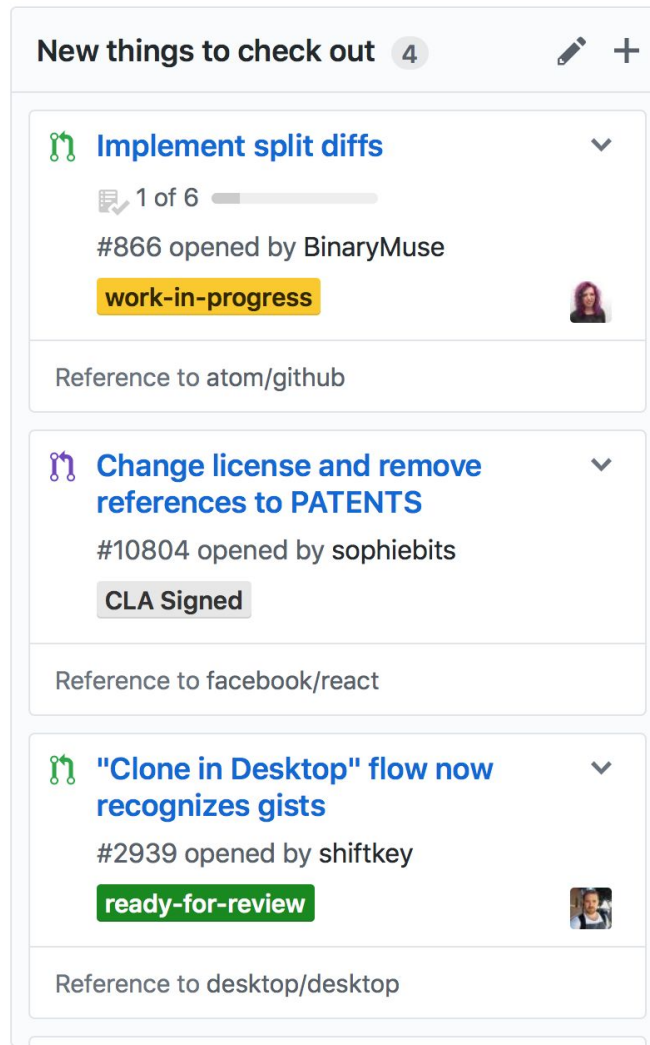 New things to check out 4
Implement split diffs
1 of 6
#866 opened by BinaryMuse
work-in-progress
Reference to atom/github
Change license and remove
references to PATENTS
#10804 opened by sophiebits
CLA Signed
Reference to facebook/react
"Clone in Desktop" flow now
recognizes gists
#2939 opened by shiftkey
ready-for-review
Reference to desktop/desktop